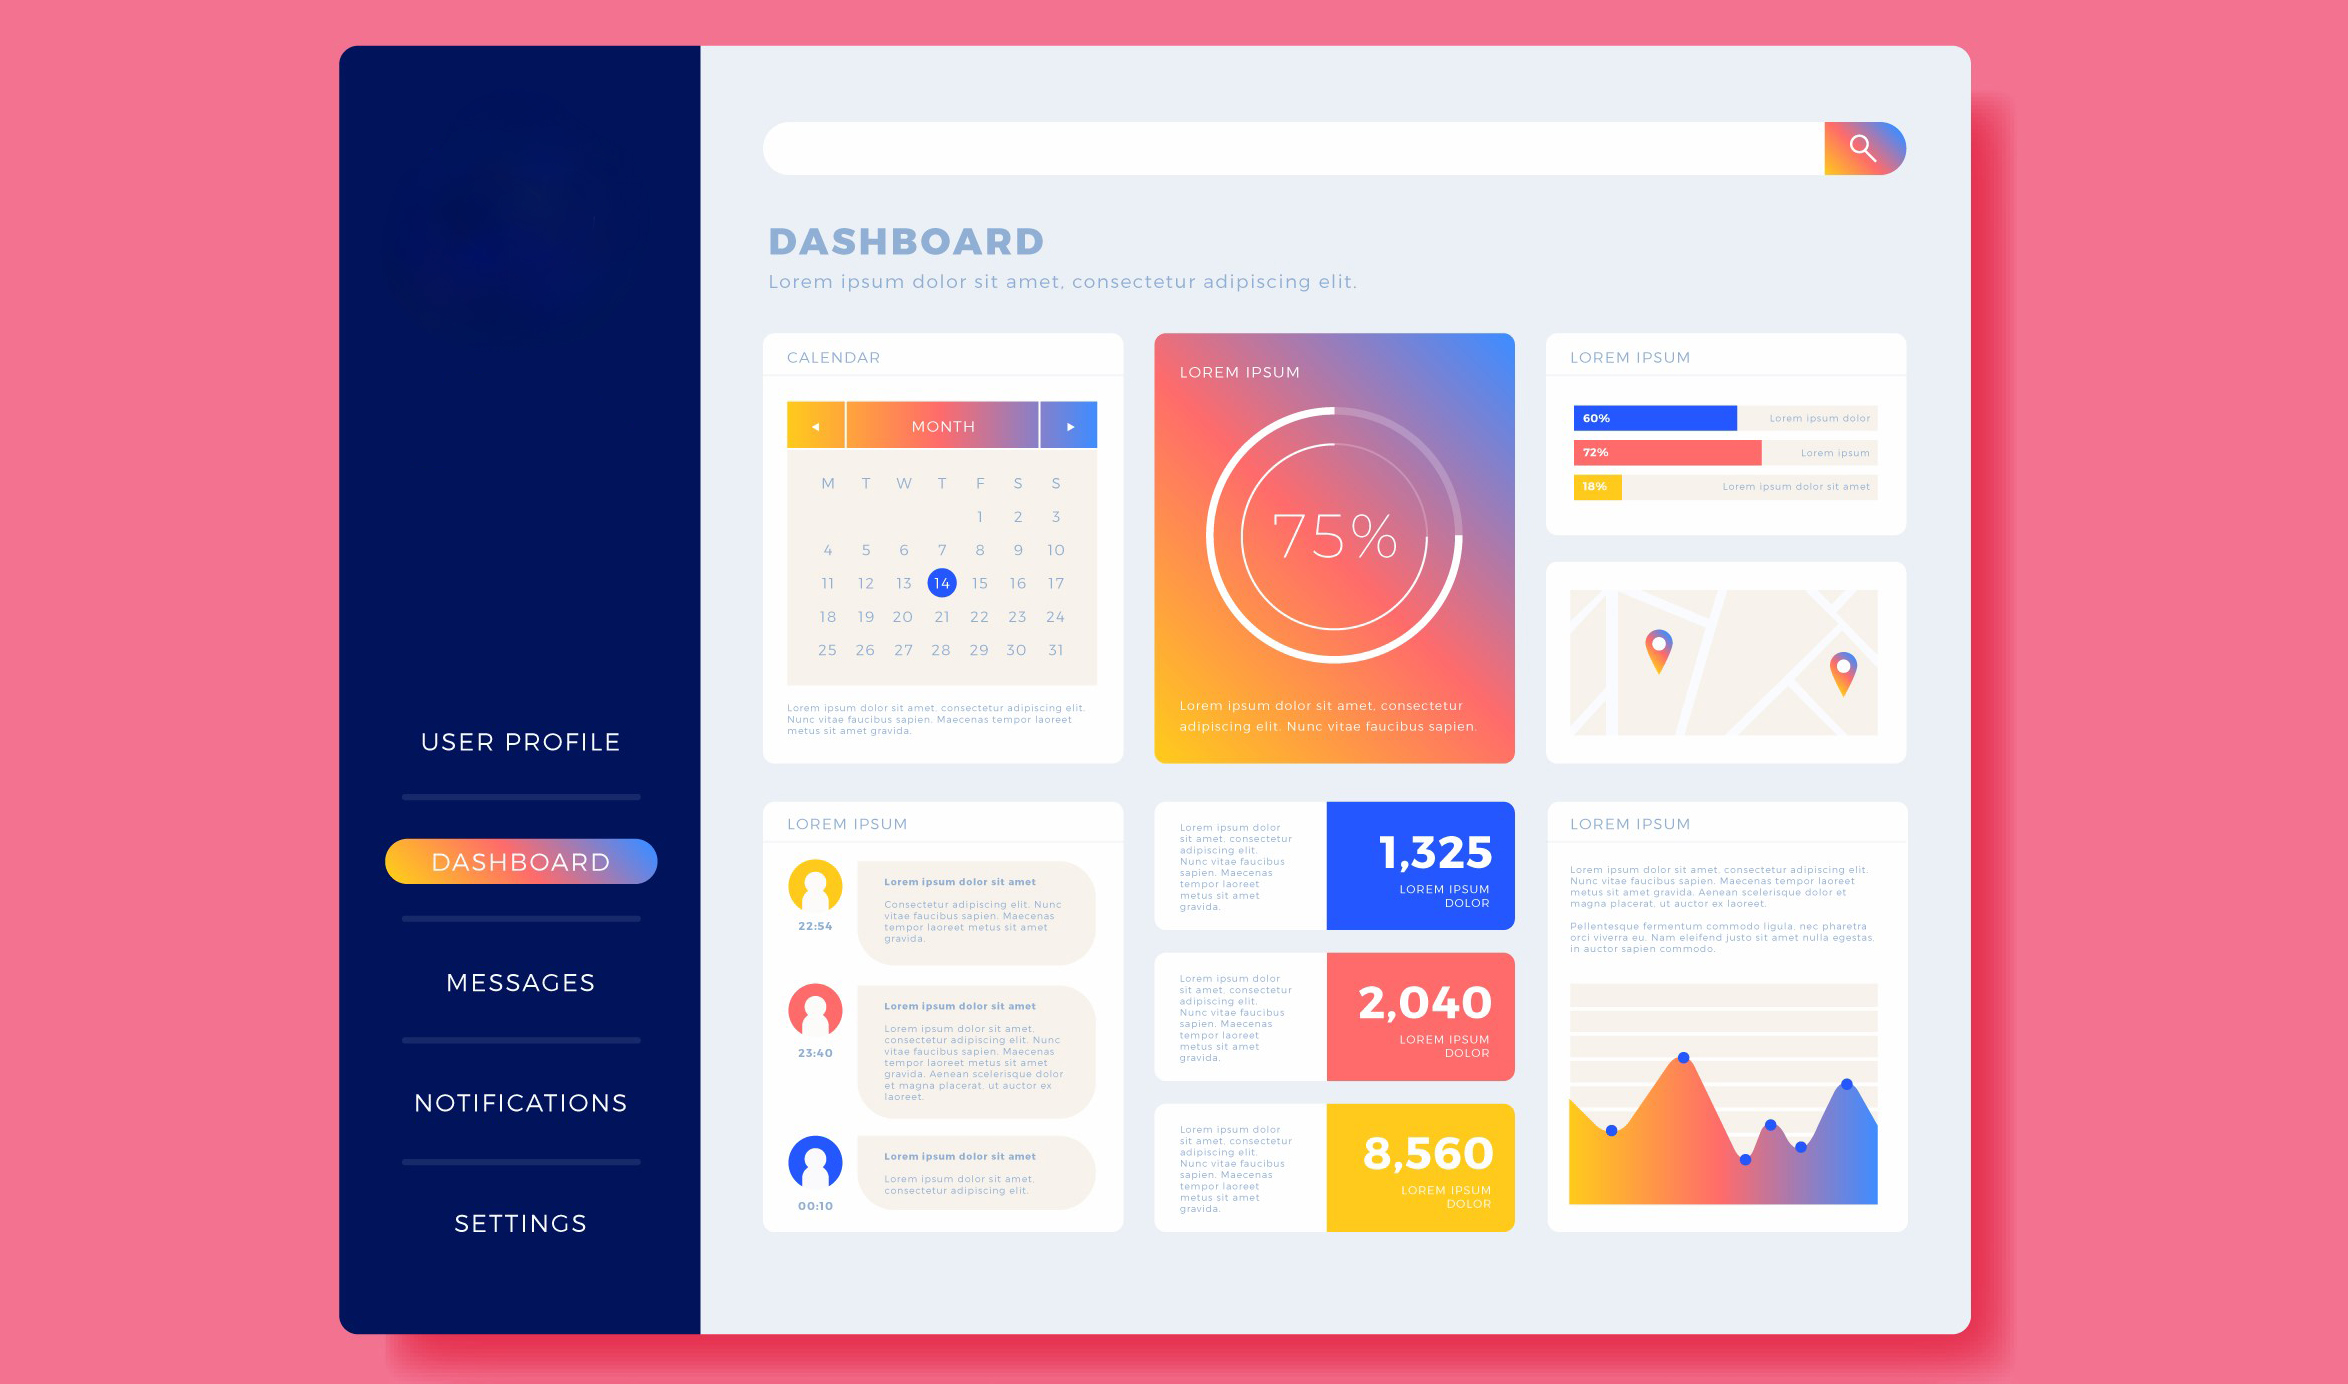 USER PROFILE
DASHBOARD
MESSAGES
NOTIFICATIONS
SETTINGS
DASHBOARD
Lorem ipsum dolor sit amet, consectetur adipiscing elit.
CALENDAR
MONTH
M T W T F S S
1 2 3
4 5 6 7 8 9 10
11 12 13 14 15 16 17
18 19 20 21 22 23 24
25 26 27 28 29 30 31
Lorem ipsum dolor sit amet, consectetur adipiscing elit.
Nunc vitae faucibus sapien. Maecenas tempor laoreet
metus sit amet gravida.
LOREM IPSUM
75%
Lorem ipsum dolor sit amet, consectetur
adipiscing elit. Nunc vitae faucibus sapien.
LOREM IPSUM
60% Lorem ipsum dolor
72% Lorem ipsum
18% Lorem ipsum dolor sit amet
LOREM IPSUM
22:54
Lorem ipsum dolor sit amet
Consectetur adipiscing elit. Nunc
vitae faucibus sapien. Maecenas
tempor laoreet metus sit amet
gravida.
23:40
Lorem ipsum dolor sit amet
Lorem ipsum dolor sit amet,
consectetur adipiscing elit. Nunc
vitae faucibus sapien. Maecenas
tempor laoreet metus sit amet
gravida. Aenean scelerisque dolor
et magna placerat, ut auctor ex
laoreet.
00:10
Lorem ipsum dolor sit amet
Lorem ipsum dolor sit amet,
consectetur adipiscing elit.
Lorem ipsum dolor
sit amet, consectetur
adipiscing elit.
Nunc vitae faucibus
sapien. Maecenas
tempor laoreet
metus sit amet
gravida.
1,325
LOREM IPSUM
DOLOR
Lorem ipsum dolor
sit amet, consectetur
adipiscing elit.
Nunc vitae faucibus
sapien. Maecenas
tempor laoreet
metus sit amet
gravida.
2,040
LOREM IPSUM
DOLOR
Lorem ipsum dolor
sit amet, consectetur
adipiscing elit.
Nunc vitae faucibus
sapien. Maecenas
tempor laoreet
metus sit amet
gravida.
8,560
LOREM IPSUM
DOLOR
LOREM IPSUM
Lorem ipsum dolor sit amet, consectetur adipiscing elit.
Nunc vitae faucibus sapien. Maecenas tempor laoreet
metus sit amet gravida. Aenean scelerisque dolor et
magna placerat, ut auctor ex laoreet.
Pellentesque fermentum commodo ligula, nec pharetra
orci viverra eu. Nam eleifend justo sit amet nulla egestas,
in auctor sapien commodo.